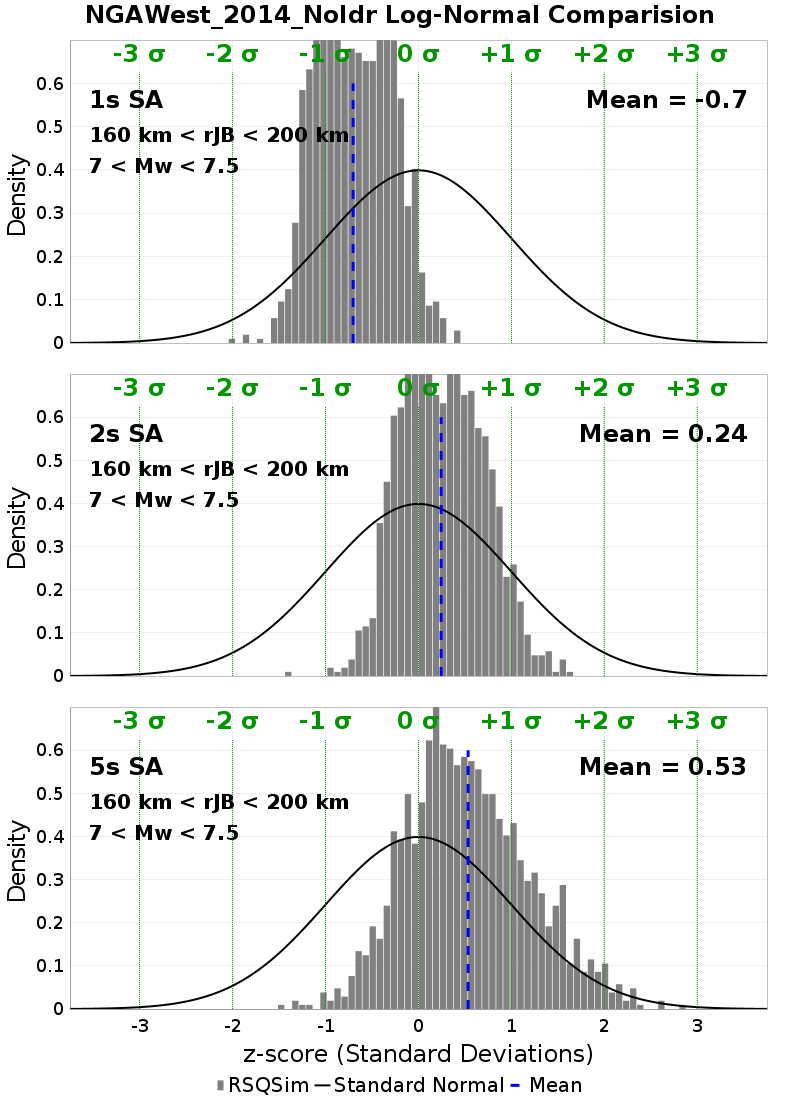 NGAWest_2014_NoIdr Log-Normal Comparision
-3 σ -2 σ -1 σ 0 σ +1 σ +2 σ +3 σ
1s SA
Mean = -0.7
160 km < rJB < 200 km
7 < Mw < 7.5
Density
0.6
0.5
0.4
0.3
0.2
0.1
0
-3 σ -2 σ -1 σ 0 σ +1 σ +2 σ +3 σ
2s SA
Mean = 0.24
160 km < rJB < 200 km
7 < Mw < 7.5
Density
0.6
0.5
0.4
0.3
0.2
0.1
0
-3 σ -2 σ -1 σ 0 σ +1 σ +2 σ +3 σ
5s SA
Mean = 0.53
160 km < rJB < 200 km
7 < Mw < 7.5
Density
0.6
0.5
0.4
0.3
0.2
0.1
0
-3 -2 -1 0 1 2 3
z-score (Standard Deviations)
RSQSim Standard Normal Mean